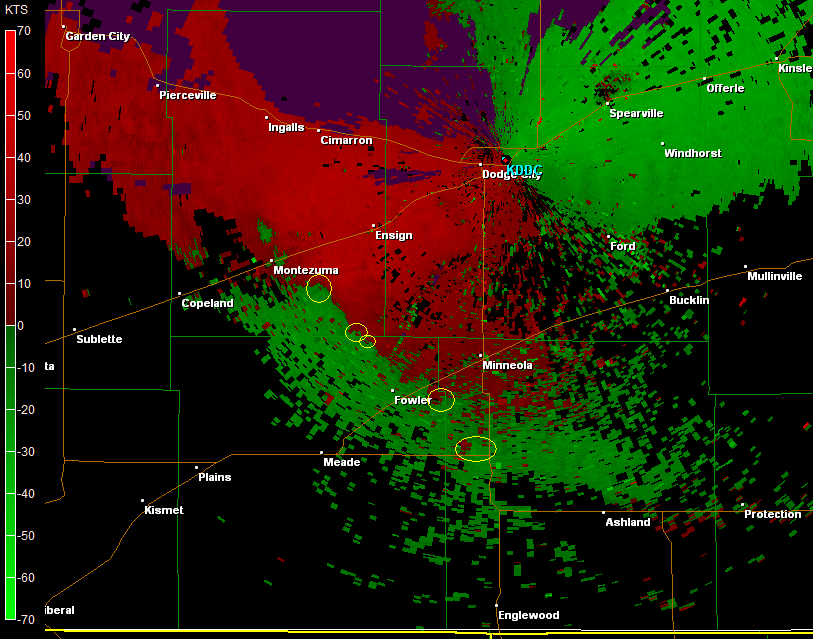 KTS
70
60
50
40
30
20
10
0
-10
-20
-30
-40
-50
-60
-70
Garden City
Kinsle
Offerle
Pierceville
Spearville
Ingalls
Cimarron
Windhorst
Dodge City
KDDC
Ensign
Ford
Montezuma
Mullinville
Copeland
Bucklin
Sublette
ta
Minneola
Fowler
Meade
Plains
Kismet
Protection
Ashland
iberal
Englewood